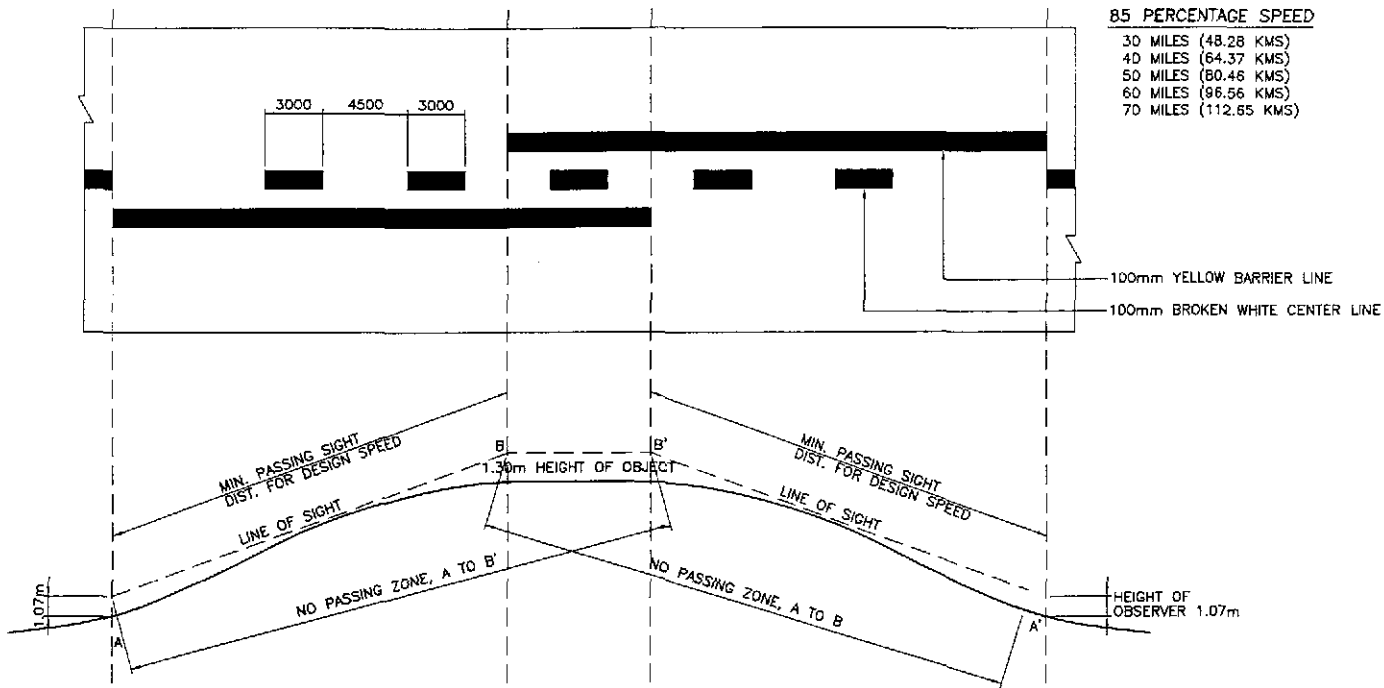 85 PERCENTAGE SPEED
30 MILES (48.28 KMS)
40 MILES (64.37 KMS)
50 MILES (80.46 KMS)
60 MILES (96.56 KMS)
70 MILES (112.65 KMS)
3000
4500
3000
100mm YELLOW BARRIER LINE
100mm BROKEN WHITE CENTER LINE
MIN. PASSING SIGHT
DIST. FOR DESIGN SPEED
LINE OF SIGHT
B
B'
1.30m HEIGHT OF OBJECT
MIN. PASSING SIGHT
DIST. FOR DESIGN SPEED
LINE OF SIGHT
NO PASSING ZONE, A TO B'
NO PASSING ZONE, A TO B
1.07m
A
A'
HEIGHT OF
OBSERVER 1.07m